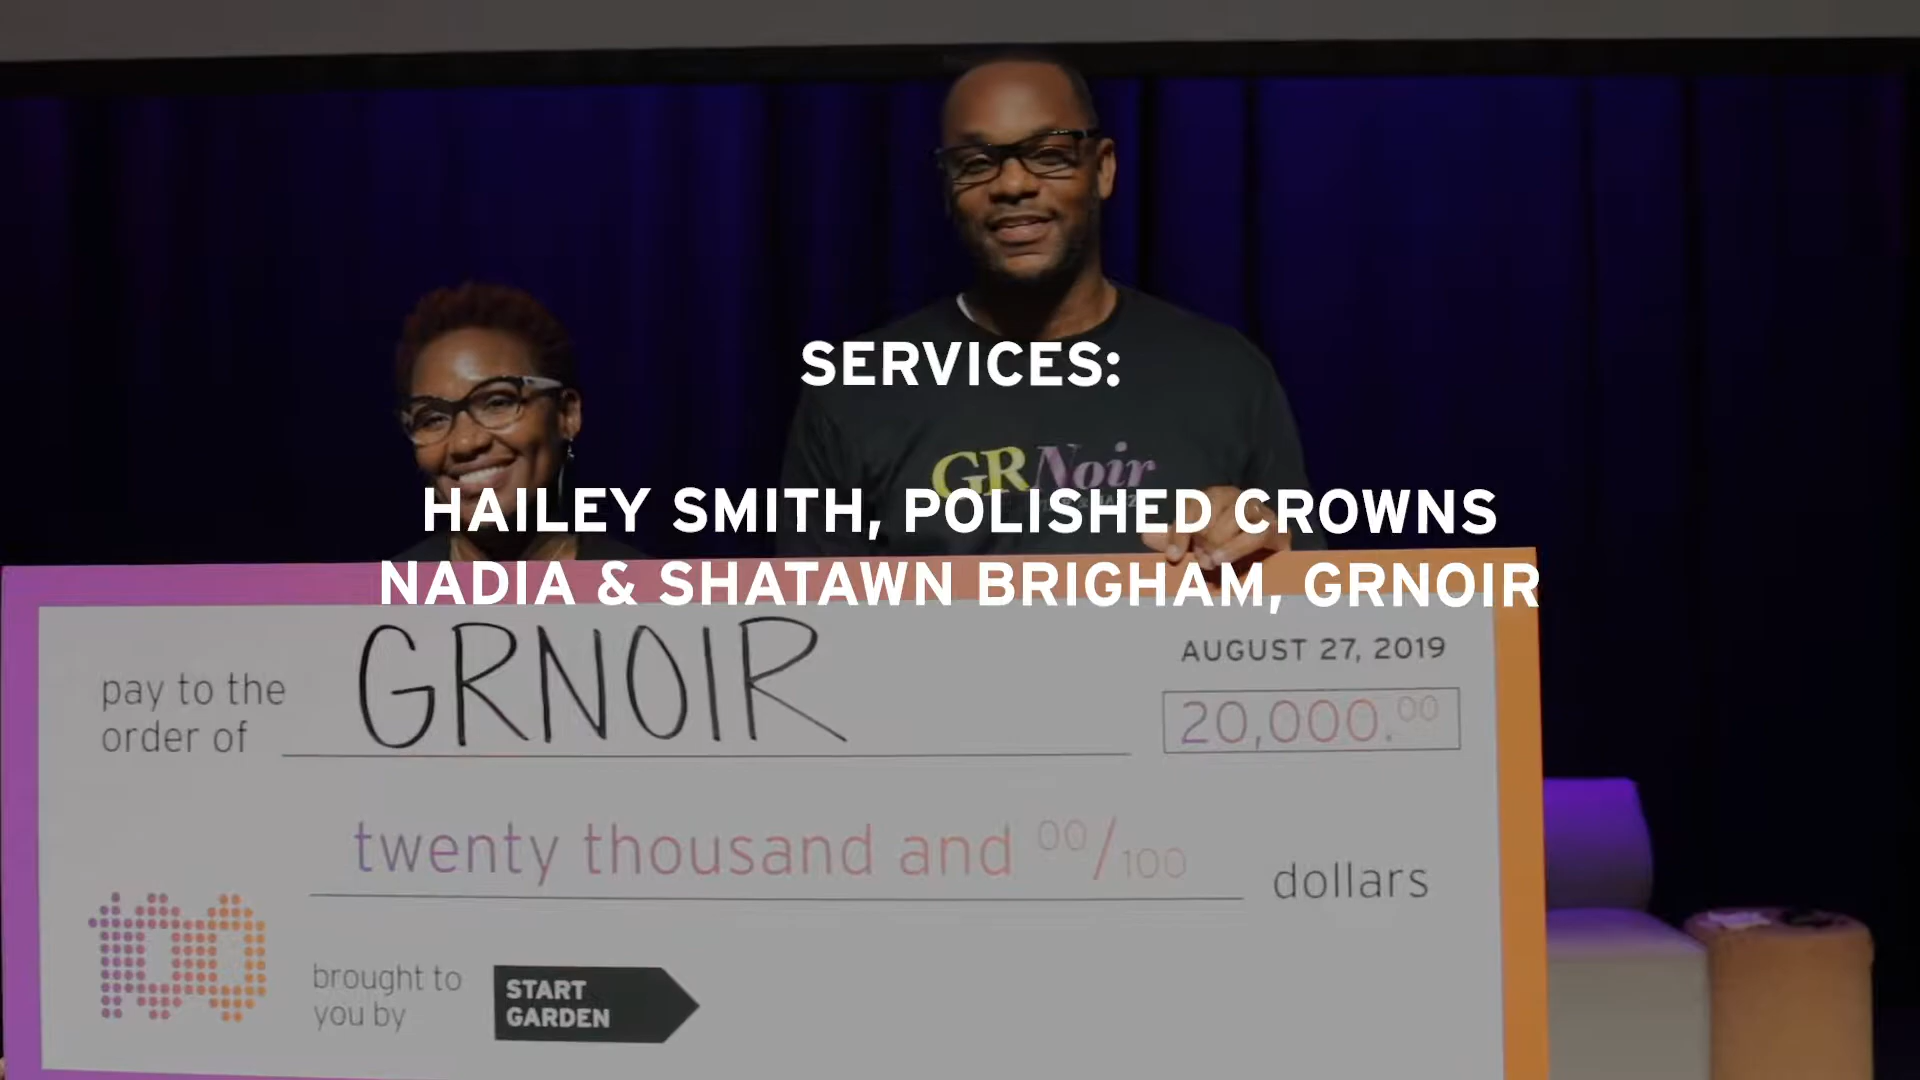 SERVICES:
GRNoir
HAILEY SMITH, POLISHED CROWNS
NADIA & SHATAWN BRIGHAM, GRNOIR
AUGUST 27, 2019
pay to the
order of
GRNOIR
20,000.00
twenty thousand and 00/100
dollars
100
brought to
you by
START
GARDEN